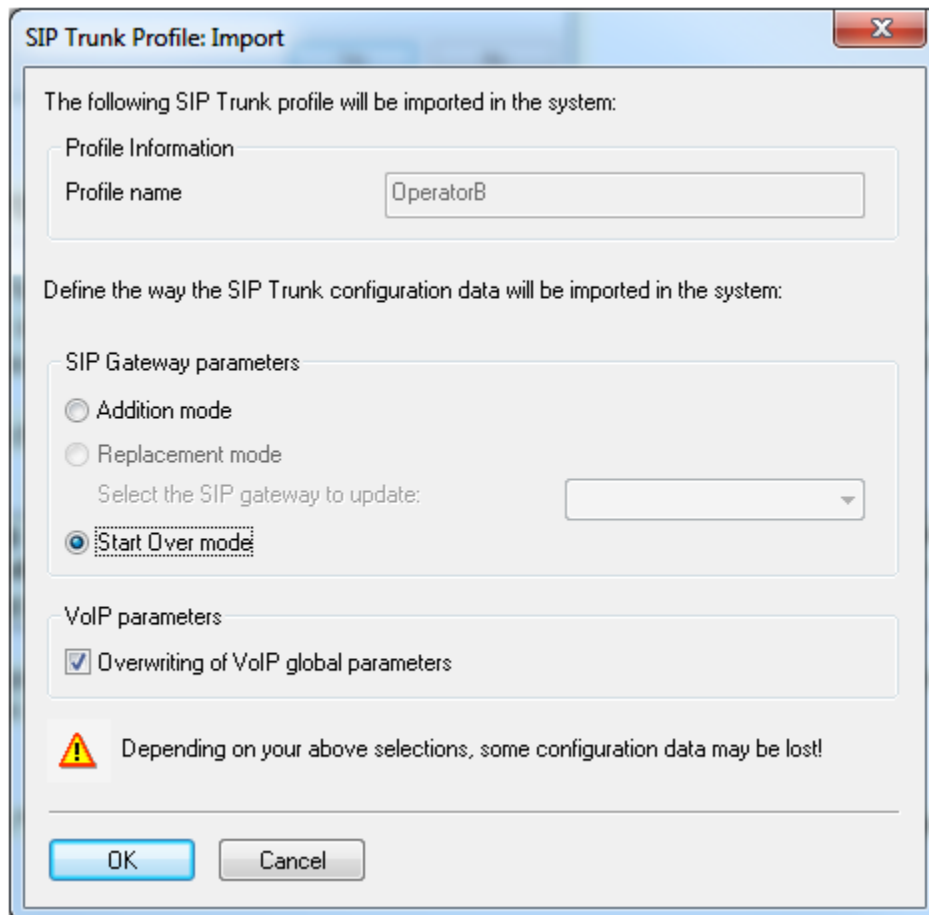 SIP Trunk Profile: Import
The following SIP Trunk profile will be imported in the system:
Profile Information
Profile name OperatorB
Define the way the SIP Trunk configuration data will be imported in the system:
SIP Gateway parameters
Addition mode
Replacement mode
Select the SIP gateway to update:
Start Over mode
VoIP parameters
Overwriting of VoIP global parameters
Depending on your above selections, some configuration data may be lost!
OK Cancel